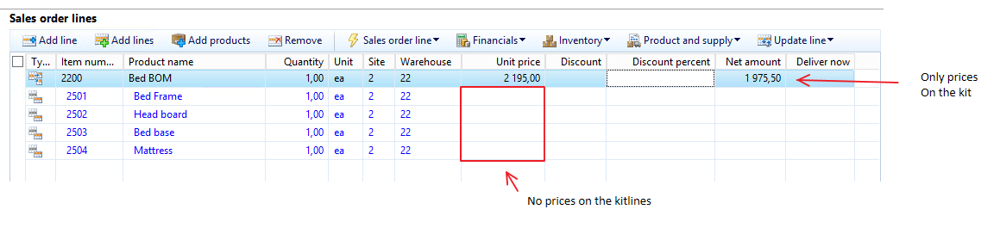 Sales order lines
Add line Add lines Add products Remove Sales order line Financials Inventory Product and supply Update line
Ty... Item num... Product name Quantity Unit Site Warehouse Unit price Discount Discount percent Net amount Deliver now
2200 Bed BOM 1,00 ea 2 22 2 195,00 1 975,50
2501 Bed Frame 1,00 ea 2 22
2502 Head board 1,00 ea 2 22
2503 Bed base 1,00 ea 2 22
2504 Mattress 1,00 ea 2 22
Only prices
On the kit
No prices on the kitlines